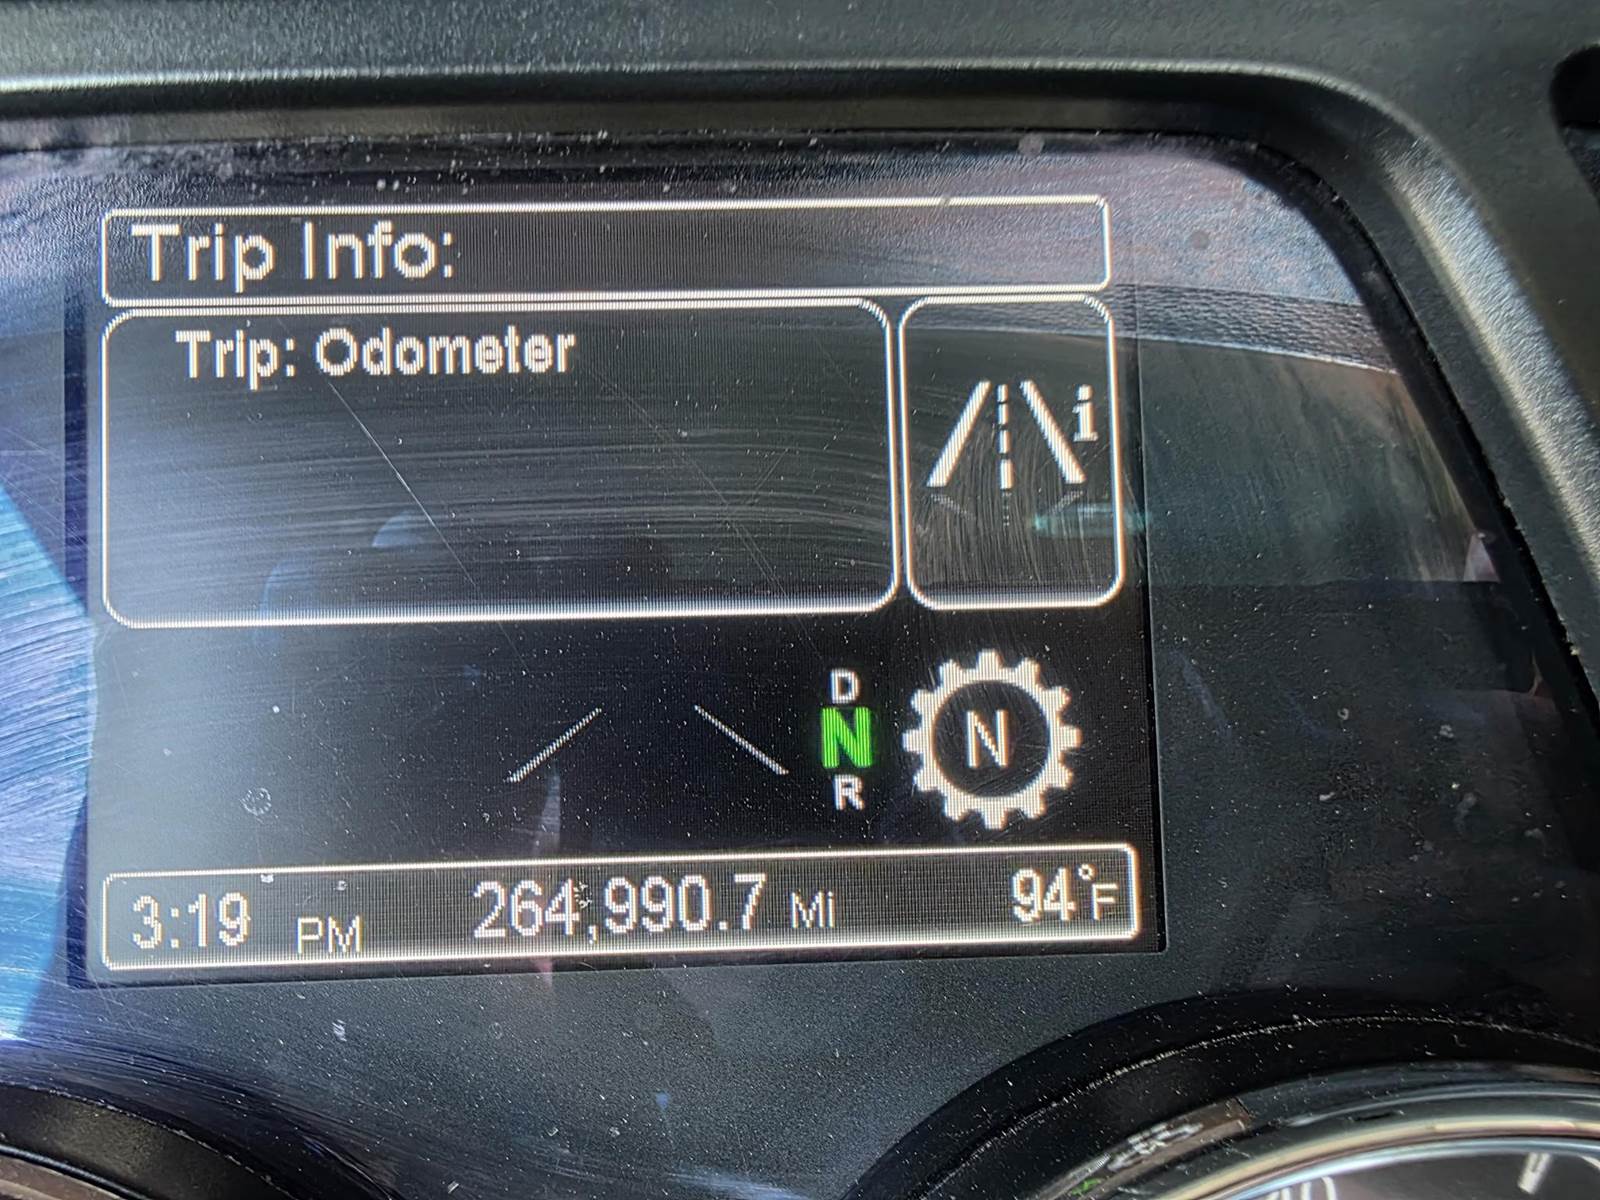 Trip Info:
Trip: Odometer
i
D
N
R
N
3:19 PM 264,990.7 Mi 94°F